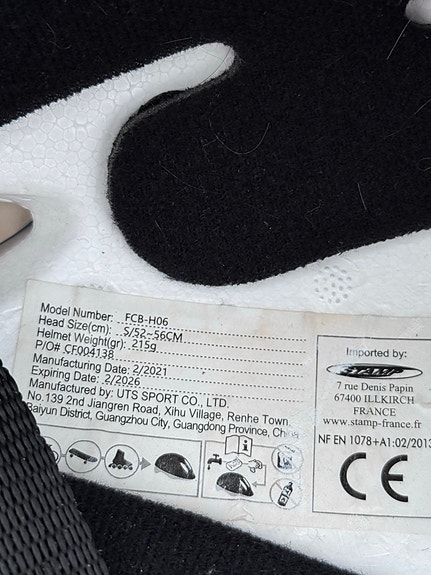 Model Number: FCB-H06
Head Size(cm): S/52~56CM
Helmet Weight(gr): 215g
P/O# CF004138
Manufacturing Date: 2/2021
Expiring Date: 2/2026
Manufactured by: UTS SPORT CO., LTD.
No.139 2nd Jiangren Road, Xihu Village, Renhe Town,
Baiyun District, Guangzhou City, Guangdong Province, China
Imported by:
STAMP
7 rue Denis Papin
67400 ILLKIRCH
FRANCE
www.stamp-france.fr
NF EN 1078+A1:02/2013
CE